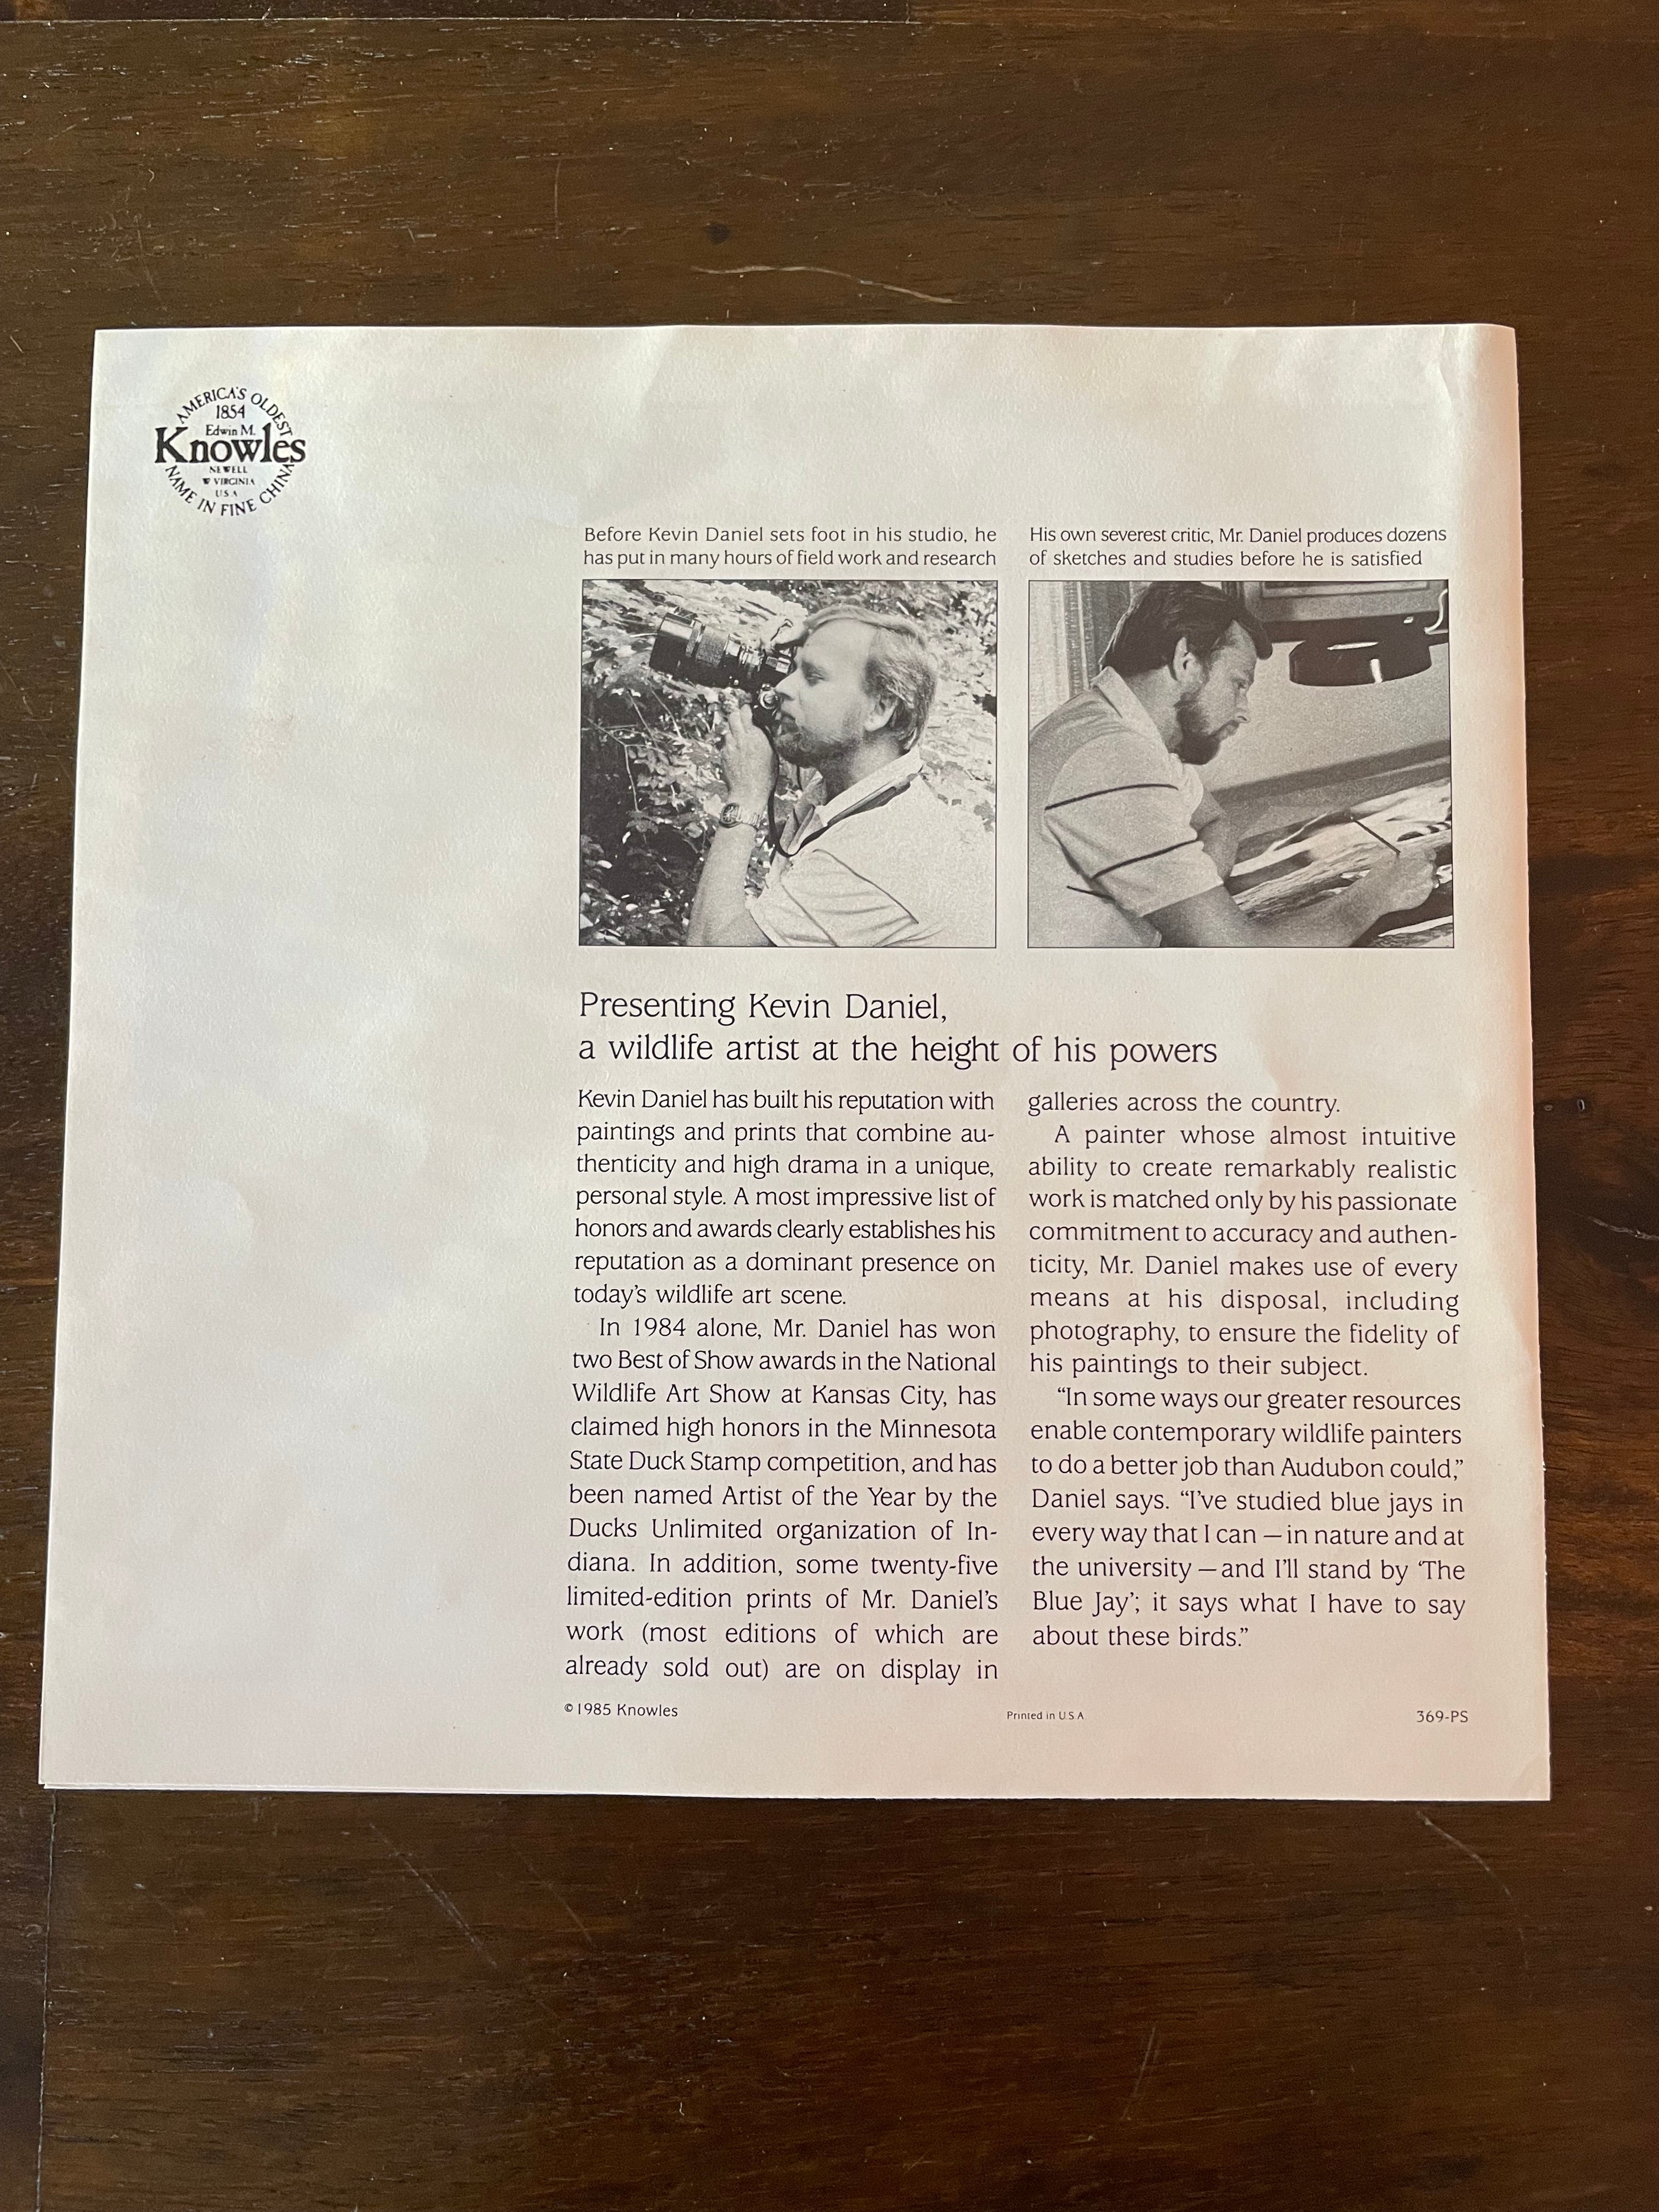 AMERICA'S OLDEST
1854
Edwin M.
Knowles
NEWELL
W VIRGINIA
USA
NAME IN FINE CHINA
Before Kevin Daniel sets foot in his studio, he
has put in many hours of field work and research
His own severest critic, Mr. Daniel produces dozens
of sketches and studies before he is satisfied
Presenting Kevin Daniel,
a wildlife artist at the height of his powers
Kevin Daniel has built his reputation with
paintings and prints that combine au-
thenticity and high drama in a unique,
personal style. A most impressive list of
honors and awards clearly establishes his
reputation as a dominant presence on
today's wildlife art scene.
In 1984 alone, Mr. Daniel has won
two Best of Show awards in the National
Wildlife Art Show at Kansas City, has
claimed high honors in the Minnesota
State Duck Stamp competition, and has
been named Artist of the Year by the
Ducks Unlimited organization of In-
diana. In addition, some twenty-five
limited-edition prints of Mr. Daniel's
work (most editions of which are
already sold out) are on display in
galleries across the country.
A painter whose almost intuitive
ability to create remarkably realistic
work is matched only by his passionate
commitment to accuracy and authen-
ticity, Mr. Daniel makes use of every
means at his disposal, including
photography, to ensure the fidelity of
his paintings to their subject.
“In some ways our greater resources
enable contemporary wildlife painters
to do a better job than Audubon could,”
Daniel says. “I've studied blue jays in
every way that I can — in nature and at
the university — and I'll stand by ‘The
Blue Jay’; it says what I have to say
about these birds.”
© 1985 Knowles
Printed in U S A
369-PS